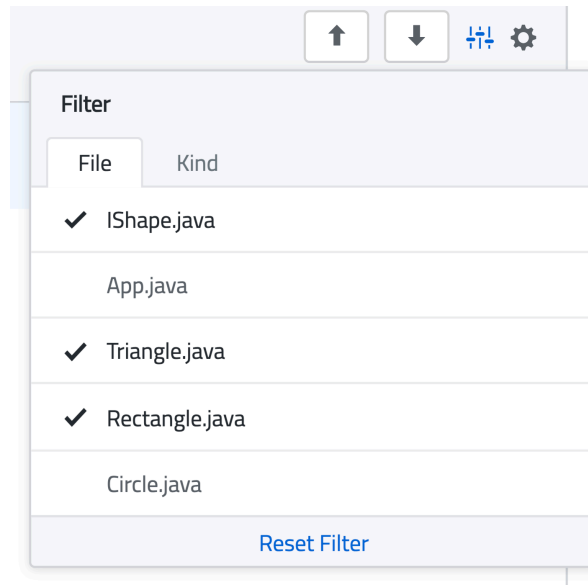 Filter
File Kind
IShape.java
App.java
Triangle.java
Rectangle.java
Circle.java
Reset Filter